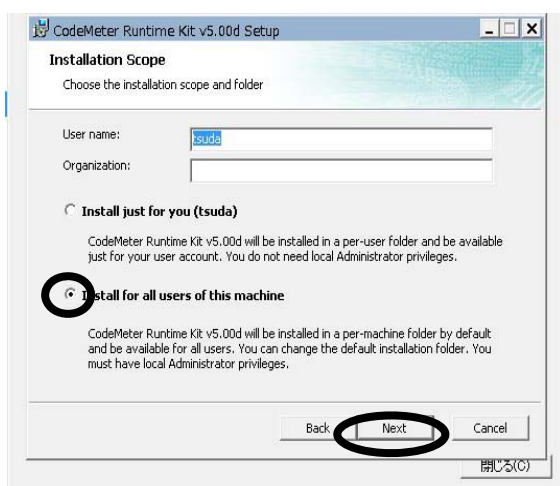 CodeMeter Runtime Kit v5.00d Setup
Installation Scope
Choose the installation scope and folder
User name:
tsuda
Organization:
Install just for you (tsuda)
CodeMeter Runtime Kit v5.00d will be installed in a per-user folder and be available
just for your user account. You do not need local Administrator privileges.
Install for all users of this machine
CodeMeter Runtime Kit v5.00d will be installed in a per-machine folder by default
and be available for all users. You can change the default installation folder. You
must have local Administrator privileges.
Back Next Cancel
閉じる(C)